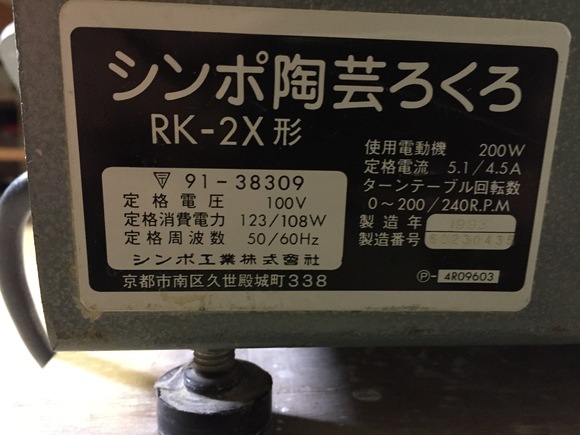 シンポ陶芸ろくろ
RK-2X形
〒 91-38309
定格電圧 100V
定格消費電力 123/108W
定格周波数 50/60Hz
シンポ工業株式會社
京都市南区久世殿城町338
使用電動機 200W
定格電流 5.1/4.5A
ターンテーブル回転数
0～200/240R.P.M
製造年
製造番号
Ⓟ- 4R09603